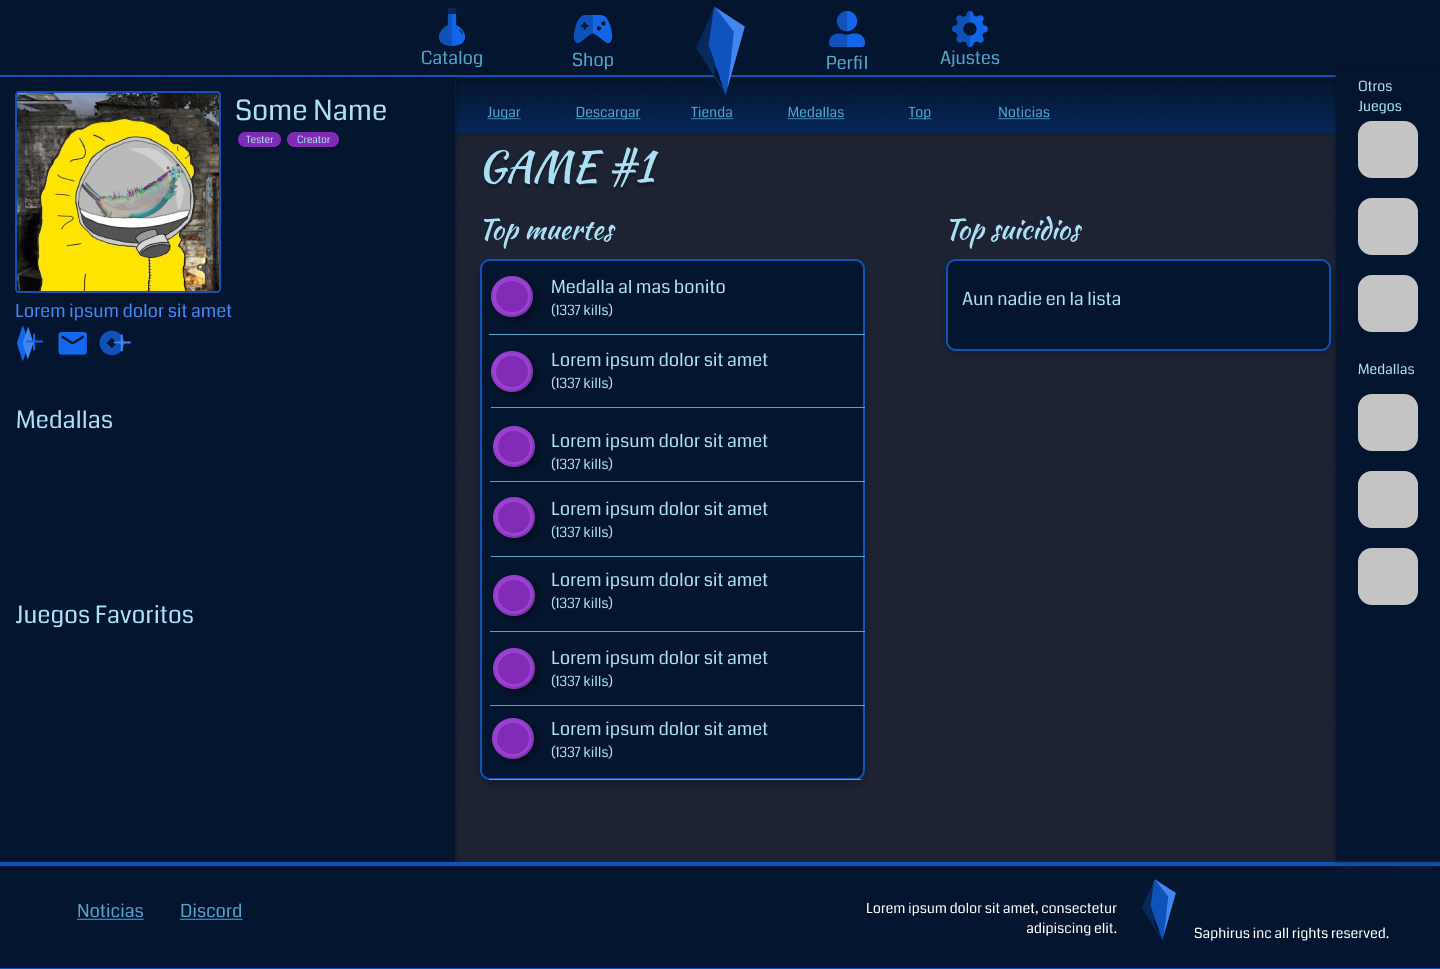 Catalog
Shop
Perfil
Ajustes
Some Name
Tester
Creator
Lorem ipsum dolor sit amet
Medallas
Juegos Favoritos
Jugar
Descargar
Tienda
Medallas
Top
Noticias
GAME #1
Top muertes
Medalla al mas bonito
(1337 kills)
Lorem ipsum dolor sit amet
(1337 kills)
Lorem ipsum dolor sit amet
(1337 kills)
Lorem ipsum dolor sit amet
(1337 kills)
Lorem ipsum dolor sit amet
(1337 kills)
Lorem ipsum dolor sit amet
(1337 kills)
Lorem ipsum dolor sit amet
(1337 kills)
Top suicidios
Aun nadie en la lista
Otros
Juegos
Medallas
Noticias
Discord
Lorem ipsum dolor sit amet, consectetur
adipiscing elit.
Saphirus inc all rights reserved.